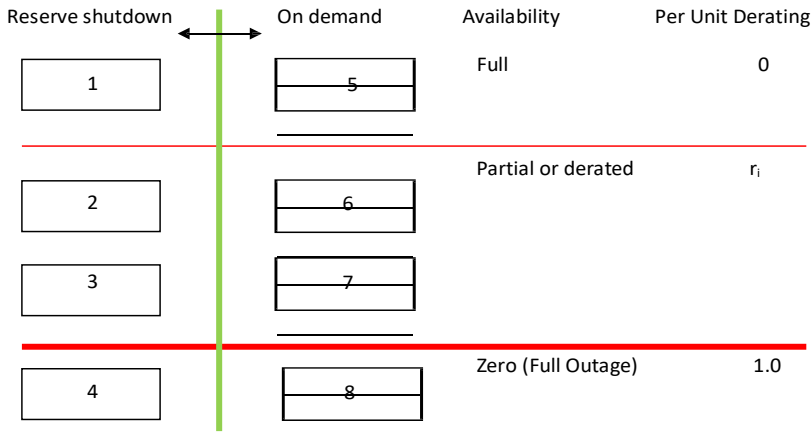 Reserve shutdown On demand Availability Per Unit Derating
1 5 Full 0
Partial or derated rᵢ
2 6
3 7
Zero (Full Outage) 1.0
4 8